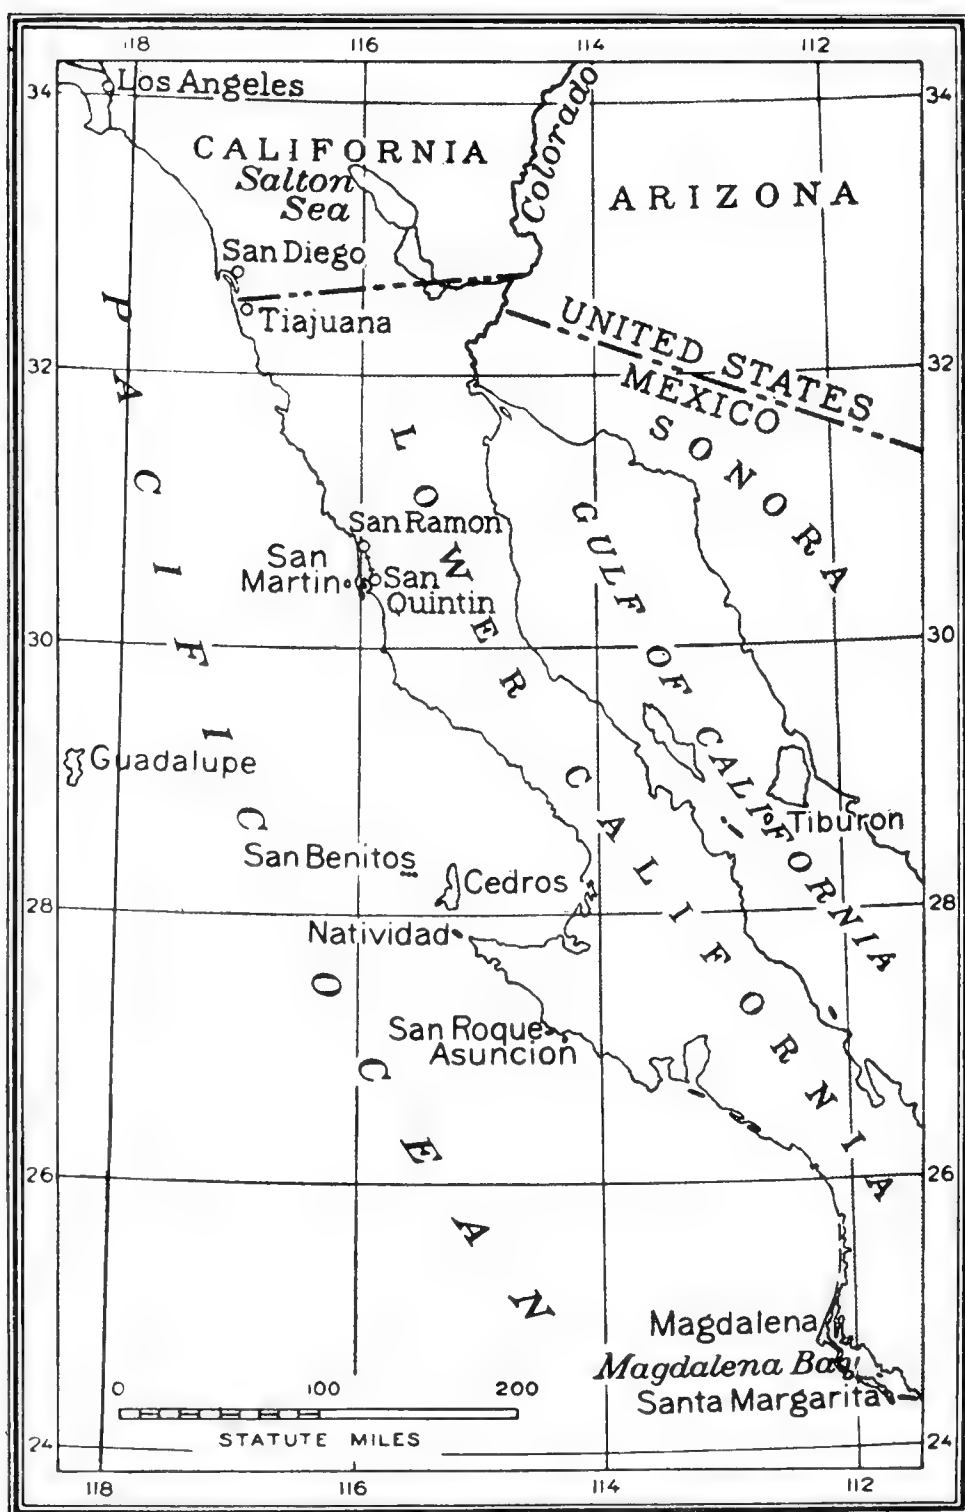 118 116 114 112
34 Los Angeles 34
Colorado
CALIFORNIA
ARIZONA
Salton
Sea
San Diego
Tiajuana
UNITED STATES
MEXICO
32 32
SONORA
PACIFIC OCEAN
LOWER CALIFORNIA
GULF OF CALIFORNIA
San Ramon
San
Martin
San
Quintin
30 30
Guadalupe
Tiburon
San Benitos
Cedros
28 28
Natividad
San Roque
Asuncion
26 26
Magdalena
Magdalena Bay
Santa Margarita
0 100 200
STATUTE MILES
24 24
118 116 114 112